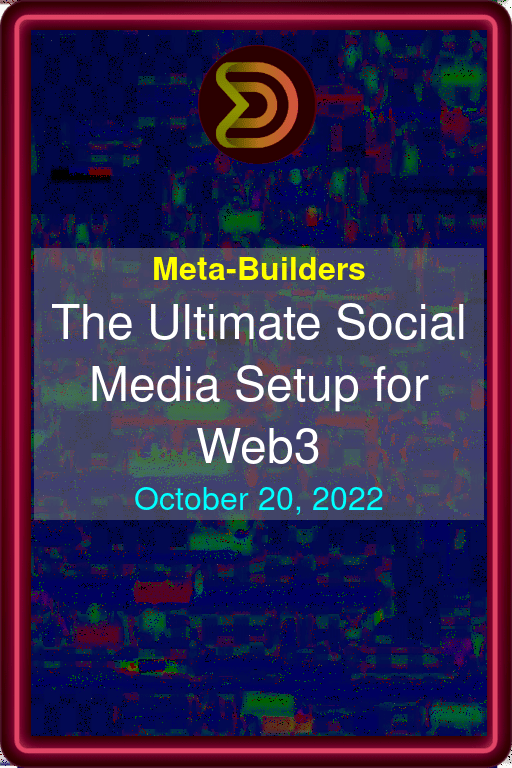 Meta-Builders
The Ultimate Social
Media Setup for
Web3
October 20, 2022